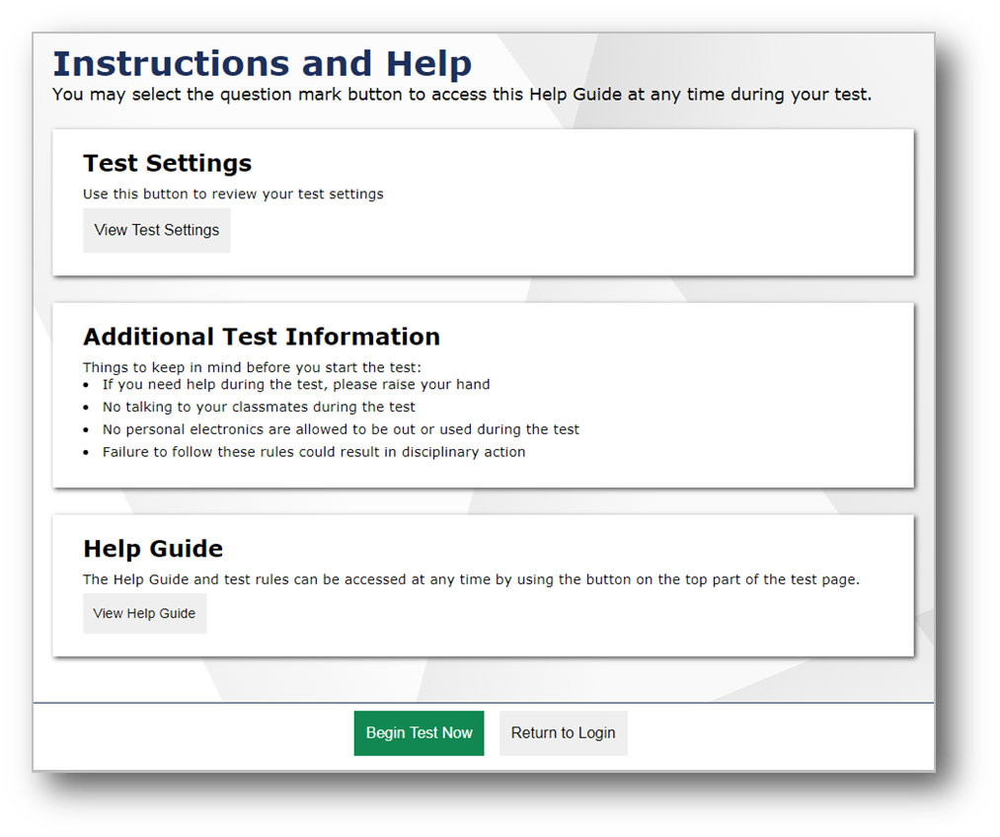 Instructions and Help
You may select the question mark button to access this Help Guide at any time during your test.
Test Settings
Use this button to review your test settings
View Test Settings
Additional Test Information
Things to keep in mind before you start the test:
• If you need help during the test, please raise your hand
• No talking to your classmates during the test
• No personal electronics are allowed to be out or used during the test
• Failure to follow these rules could result in disciplinary action
Help Guide
The Help Guide and test rules can be accessed at any time by using the button on the top part of the test page.
View Help Guide
Begin Test Now Return to Login